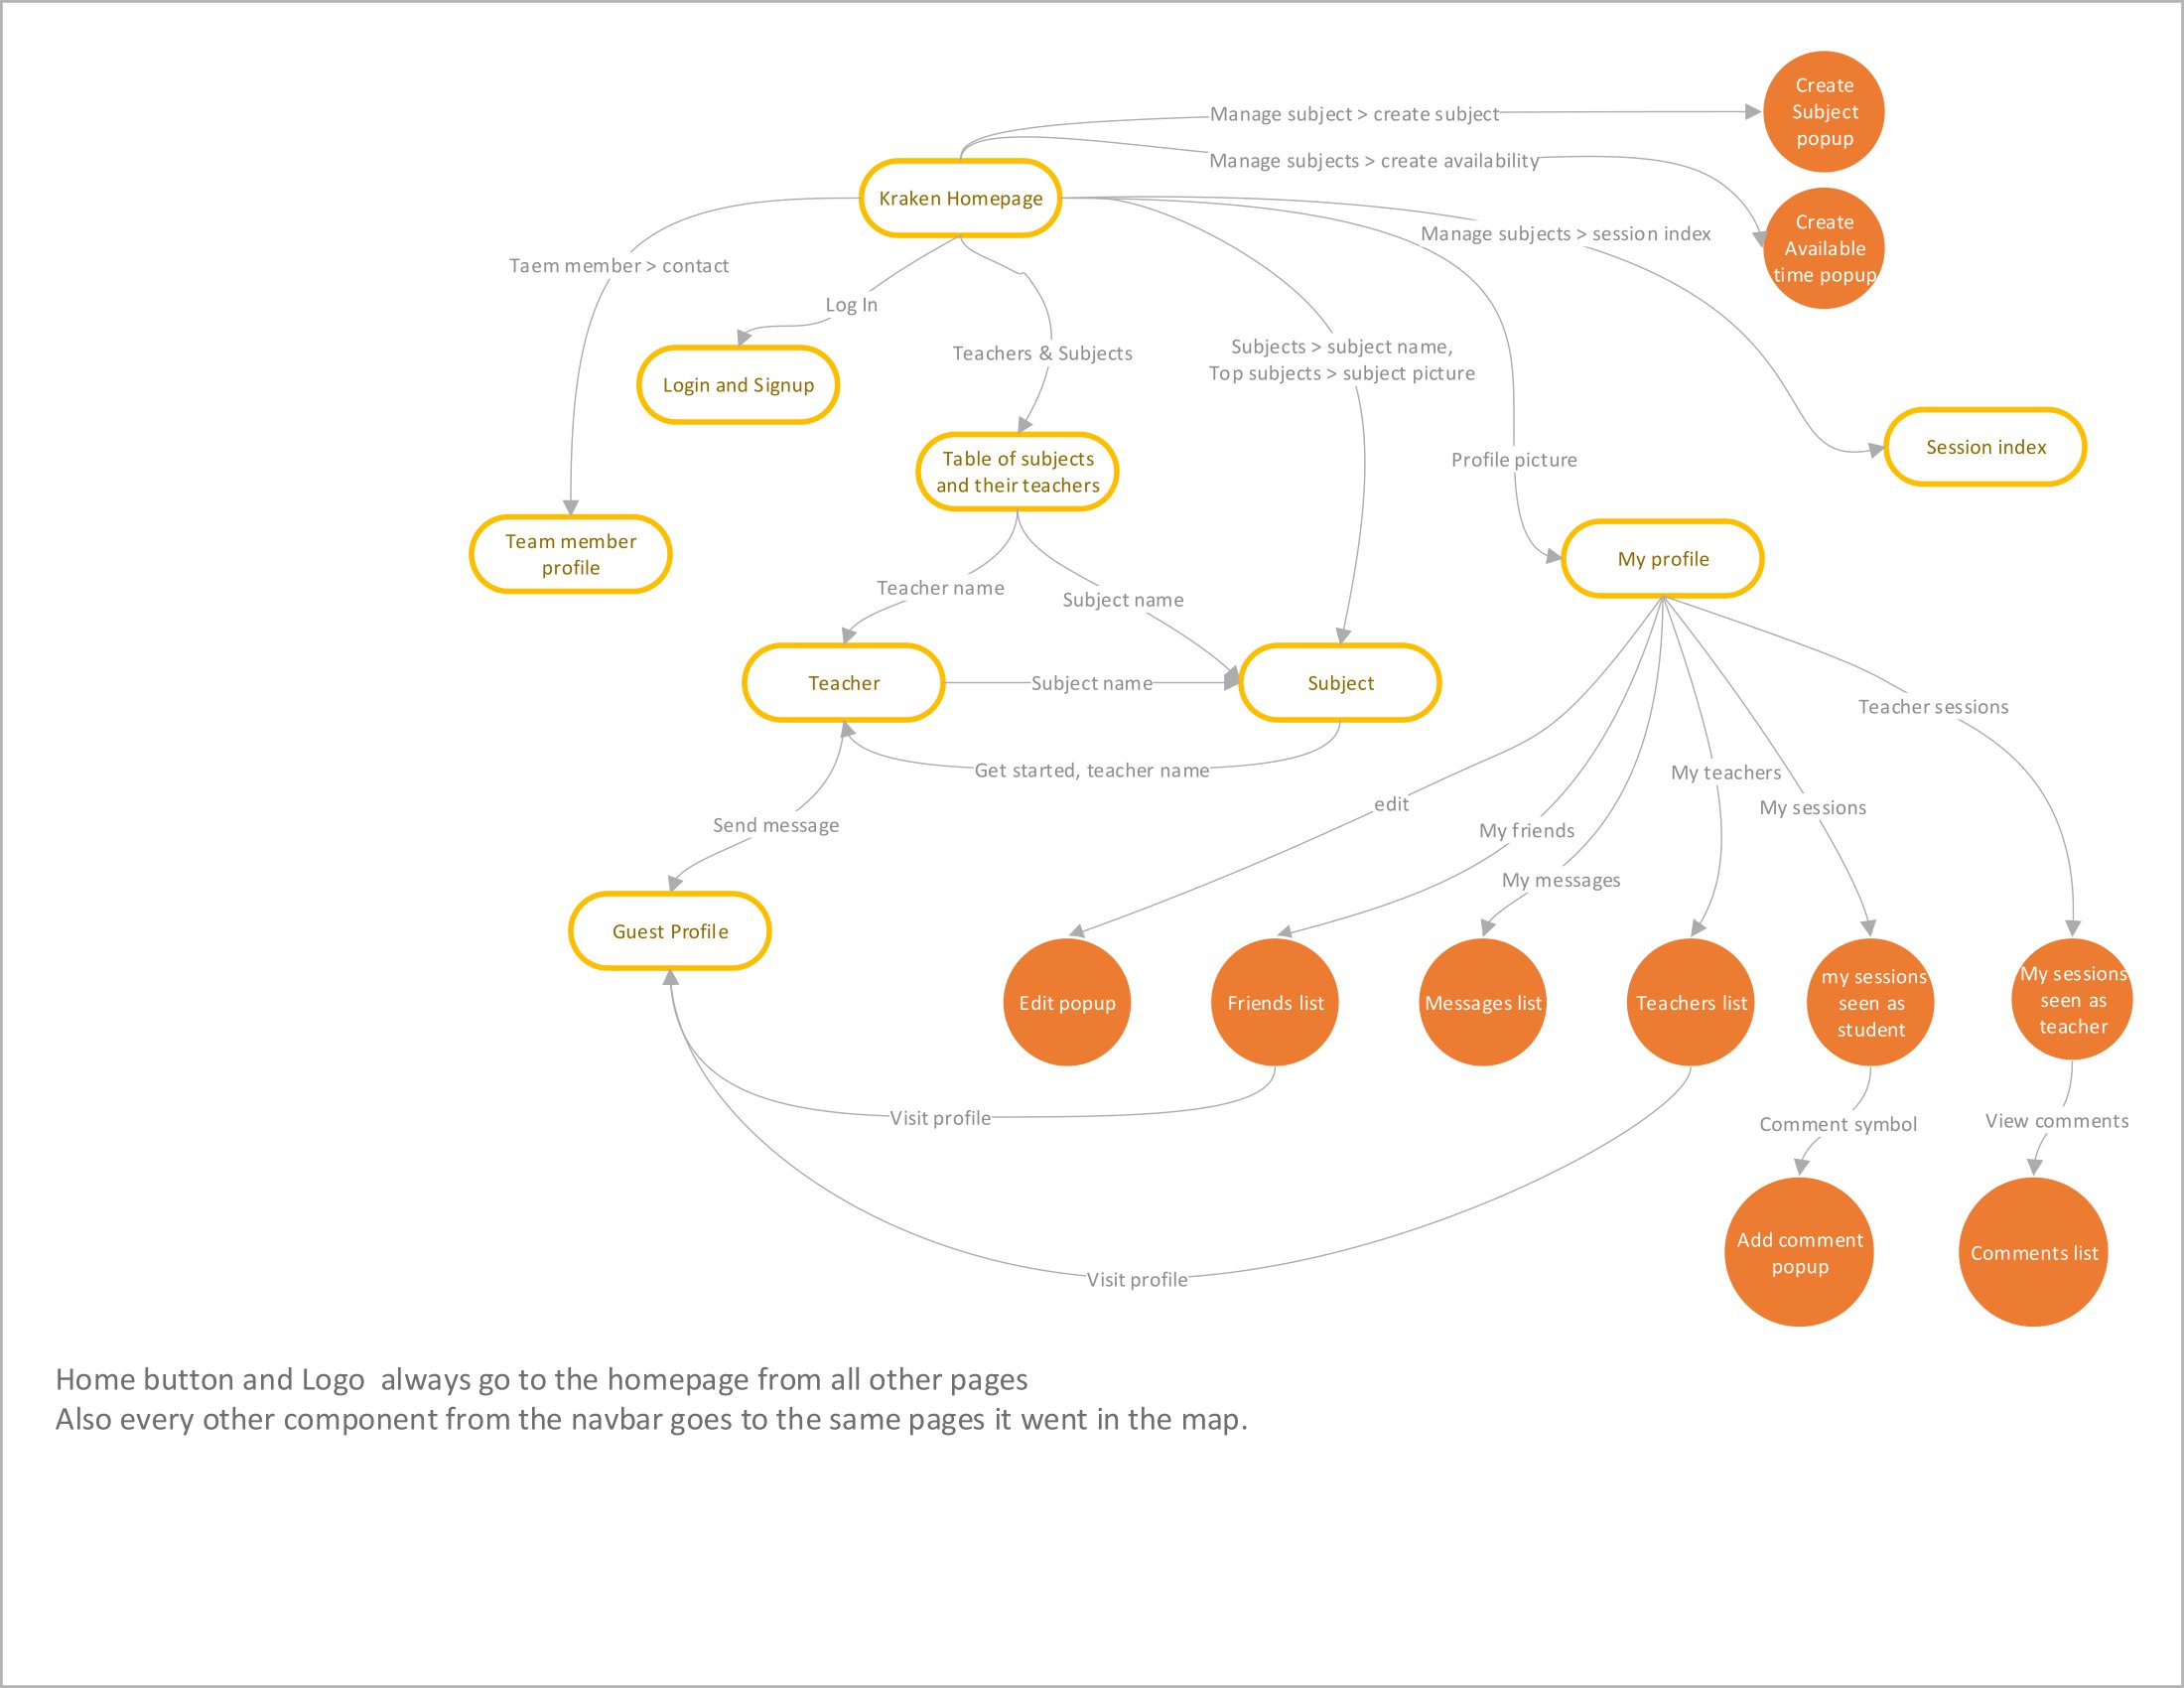 Create
Subject
popup
Manage subject > create subject
Manage subjects > create availability
Kraken Homepage
Create
Available
time popup
Manage subjects > session index
Taem member > contact
Log In
Teachers & Subjects
Subjects > subject name,
Top subjects > subject picture
Login and Signup
Profile picture
Session index
Table of subjects
and their teachers
Team member
profile
My profile
Teacher name
Subject name
Teacher
Subject name
Subject
Teacher sessions
Get started, teacher name
My teachers
edit
My sessions
Send message
My friends
My messages
Guest Profile
Edit popup
Friends list
Messages list
Teachers list
my sessions
seen as
student
My sessions
seen as
teacher
Visit profile
Comment symbol
View comments
Add comment
popup
Comments list
Visit profile
Home button and Logo  always go to the homepage from all other pages
Also every other component from the navbar goes to the same pages it went in the map.